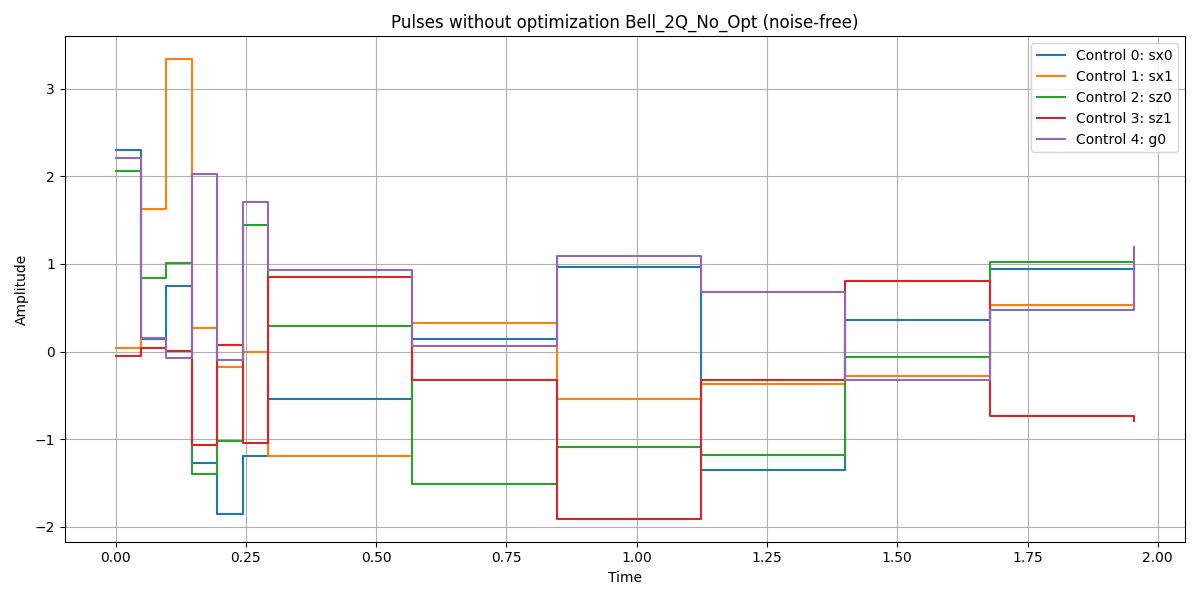 Pulses without optimization Bell_2Q_No_Opt (noise-free)
Control 0: sx0
Control 1: sx1
Control 2: sz0
Control 3: sz1
Control 4: g0
Amplitude
3
2
1
0
−1
−2
0.00 0.25 0.50 0.75 1.00 1.25 1.50 1.75 2.00
Time